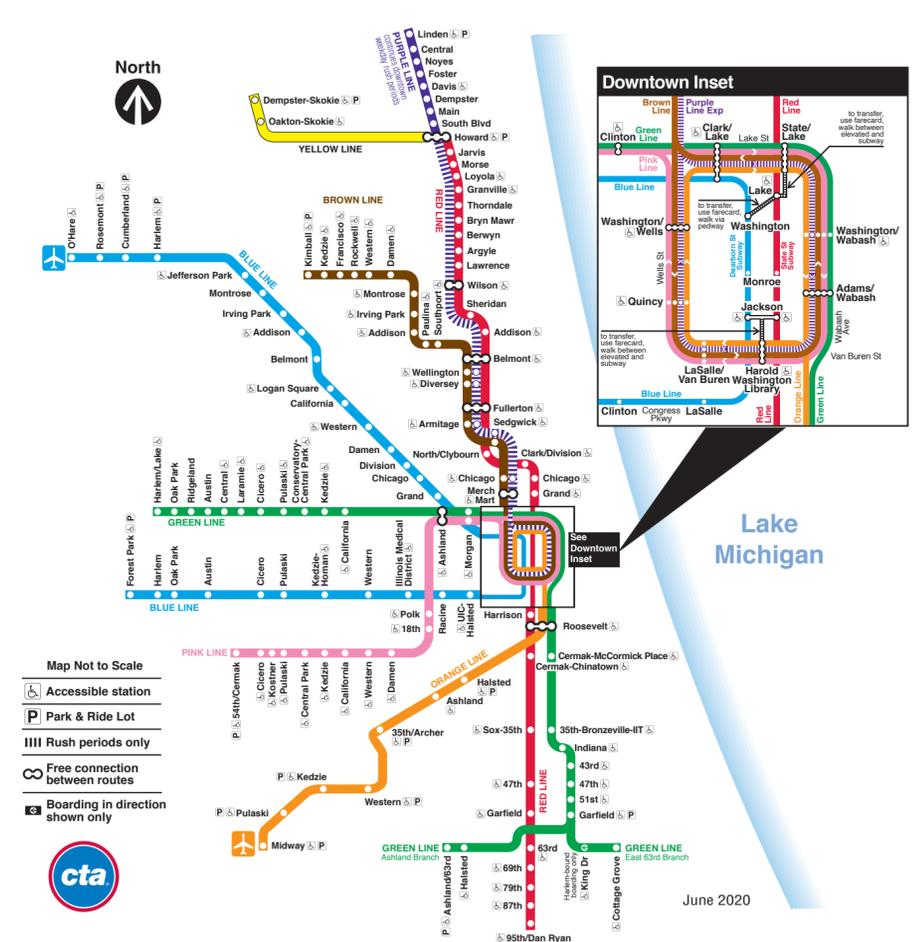 North
Linden P
Central
Noyes
Foster
Davis
Dempster
Main
South Blvd
Howard P
PURPLE LINE
continues downtown
weekday rush periods
Dempster-Skokie P
Oakton-Skokie
YELLOW LINE
Jarvis
Morse
Loyola
Granville
Thorndale
Bryn Mawr
Berwyn
Argyle
Lawrence
Wilson
Sheridan
Addison
Belmont
Fullerton
RED LINE
BROWN LINE
Kimball P
Kedzie
Francisco
Rockwell
Western
Damen
Montrose
Irving Park
Addison
Paulina
Southport
Wellington
Diversey
Armitage
Sedgwick
North/Clybourn
Clark/Division
Chicago
Chicago
Merch
Mart
Grand
O'Hare
Rosemont P
Cumberland P
Harlem P
BLUE LINE
Jefferson Park
Montrose
Irving Park
Addison
Belmont
Logan Square
California
Western
Damen
Division
Chicago
Grand
Harlem/Lake
Oak Park
Ridgeland
Austin
Central
Laramie
Cicero
Pulaski
Conservatory-
Central Park
Kedzie
California
Ashland
Morgan
GREEN LINE
Forest Park P
Harlem
Oak Park
Austin
Cicero
Pulaski
Kedzie-
Homan
Western
Illinois Medical
District
Racine
UIC-
Halsted
BLUE LINE
Polk
18th
PINK LINE
P 54th/Cermak
Cicero
Kostner
Pulaski
Central Park
Kedzie
California
Western
Damen
See
Downtown
Inset
Harrison
Roosevelt
Cermak-McCormick Place
Cermak-Chinatown
ORANGE LINE
Halsted
P
Ashland
35th/Archer
P
Western P
P Kedzie
P Pulaski
Midway P
Sox-35th
35th-Bronzeville-IIT
Indiana
43rd
47th
51st
Garfield P
47th
Garfield
RED LINE
63rd
69th
79th
87th
95th/Dan Ryan
GREEN LINE
Ashland Branch
P Ashland/63rd
Halsted
Harlem-bound
boarding only
King Dr
Cottage Grove
GREEN LINE
East 63rd Branch
Downtown Inset
Brown
Line
Purple
Line Exp
Red
Line
to transfer,
use farecard,
walk between
elevated and
subway
Clinton
Green
Line
Clark/
Lake
Lake St
State/
Lake
Pink
Line
Blue Line
Lake
to transfer,
use farecard,
walk via
pedway
Washington
Washington/
Wells
Washington/
Wabash
Wells St
Dearborn St
Subway
State St
Subway
Monroe
Adams/
Wabash
Quincy
Jackson
Wabash
Ave
to transfer,
use farecard,
walk between
elevated and
subway
Van Buren St
LaSalle/
Van Buren
Harold
Washington
Library
Blue Line
Clinton
Congress
Pkwy
LaSalle
Red
Line
Orange Line
Green Line
Lake
Michigan
Map Not to Scale
Accessible station
P Park & Ride Lot
Rush periods only
Free connection
between routes
Boarding in direction
shown only
cta
June 2020